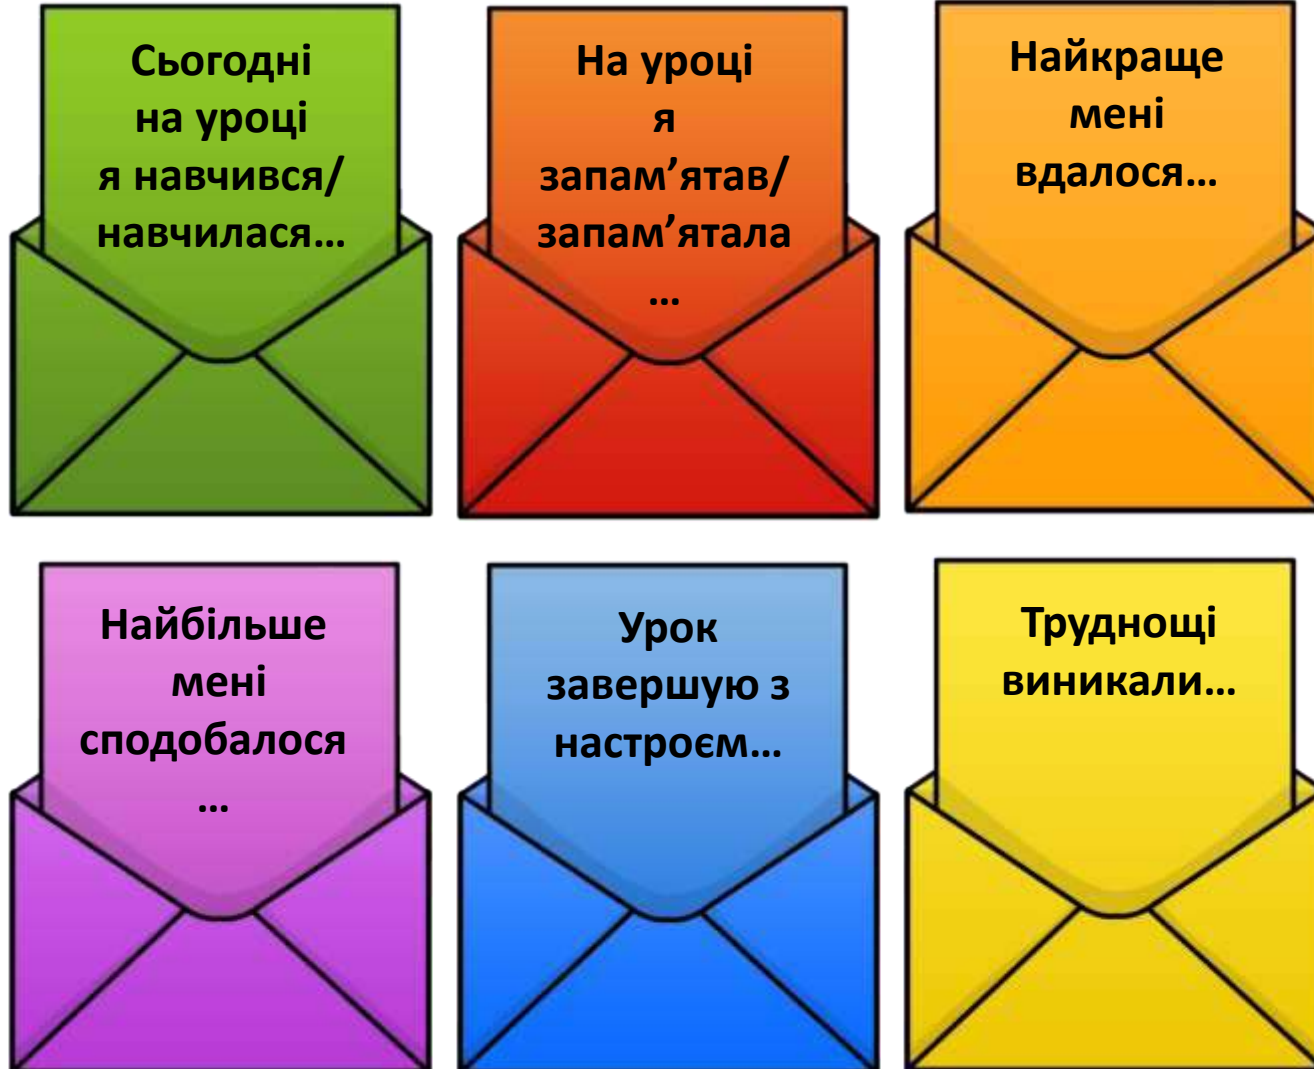 Сьогодні
на уроці
я навчився/
навчилася…
На уроці
я
запам’ятав/
запам’ятала
…
Найкраще
мені
вдалося…
Найбільше
мені
сподобалося
…
Урок
завершую з
настроєм…
Труднощі
виникали…